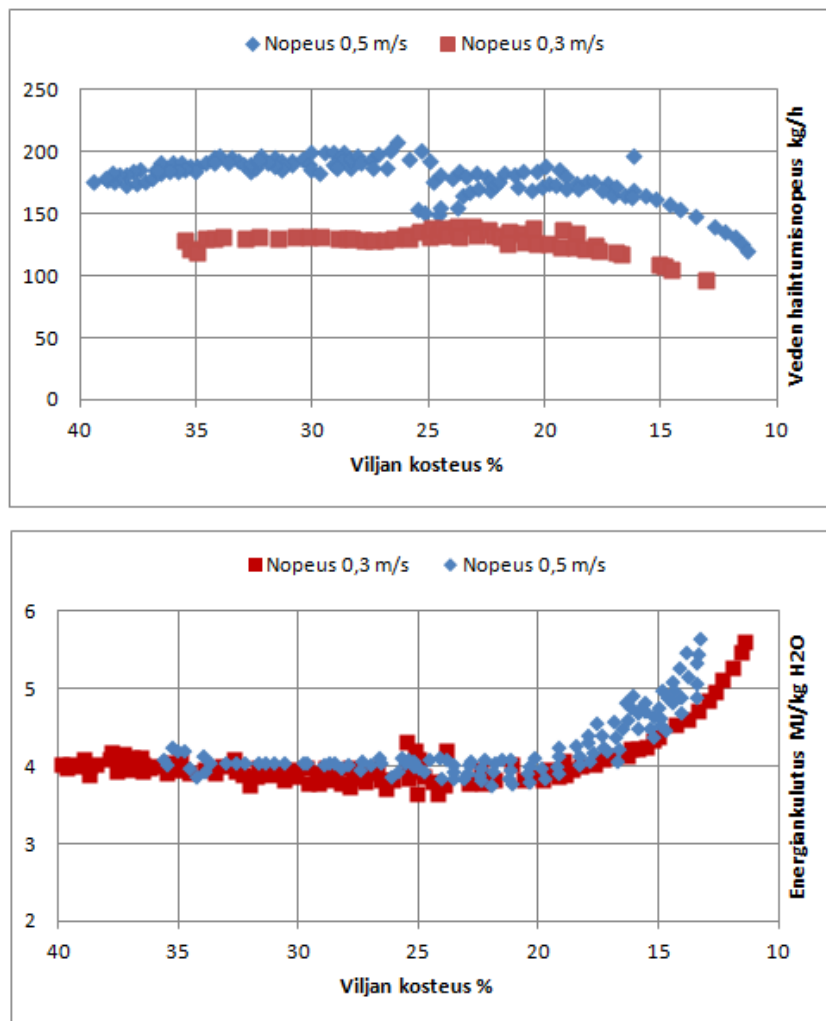 Nopeus 0,5 m/s Nopeus 0,3 m/s
250
200
150
100
50
0
40 35 30 25 20 15 10
Viljan kosteus %
Veden haihtumisnopeus kg/h
Nopeus 0,3 m/s Nopeus 0,5 m/s
6
5
4
3
2
40 35 30 25 20 15 10
Viljan kosteus %
Energiankulutus MJ/kg H2O